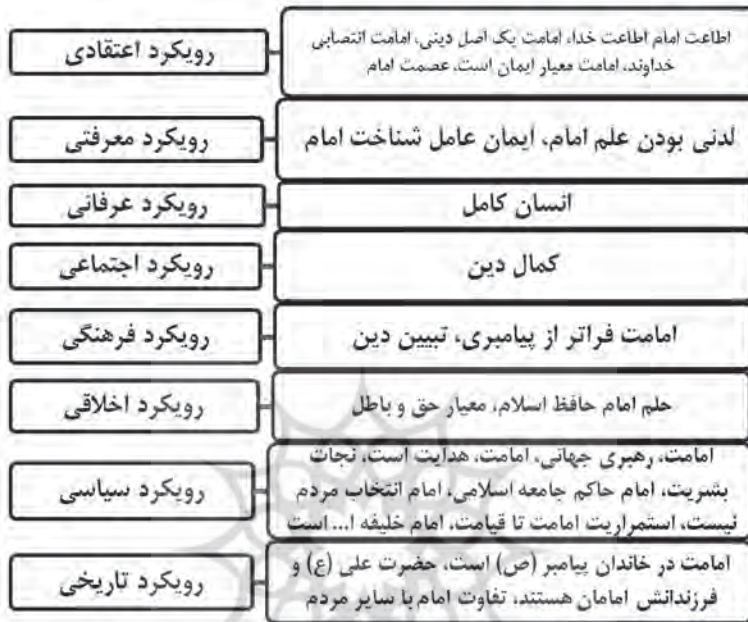 اطاعت امام اطاعت خدا، امامت یک اصل دینی، امامت انتصابی
خداوند، امامت معیار ایمان است، عصمت امام
رویکرد اعتقادی
لدنی بودن علم امام، ایمان عامل شناخت امام
رویکرد معرفتی
انسان کامل
رویکرد عرفانی
کمال دین
رویکرد اجتماعی
امامت فراتر از پیامبری، تبیین دین
رویکرد فرهنگی
حلم امام حافظ اسلام، معیار حق و باطل
رویکرد اخلاقی
امامت، رهبری جهانی، امامت، هدایت است، نجات
بشریت، امام حاکم جامعه اسلامی، امام انتخاب مردم
نیست، استمراریت امامت تا قیامت، امام خلیفه ا... است
رویکرد سیاسی
امامت در خاندان پیامبر (ص) است، حضرت علی (ع) و
فرزندانش امامان هستند، تفاوت امام با سایر مردم
رویکرد تاریخی